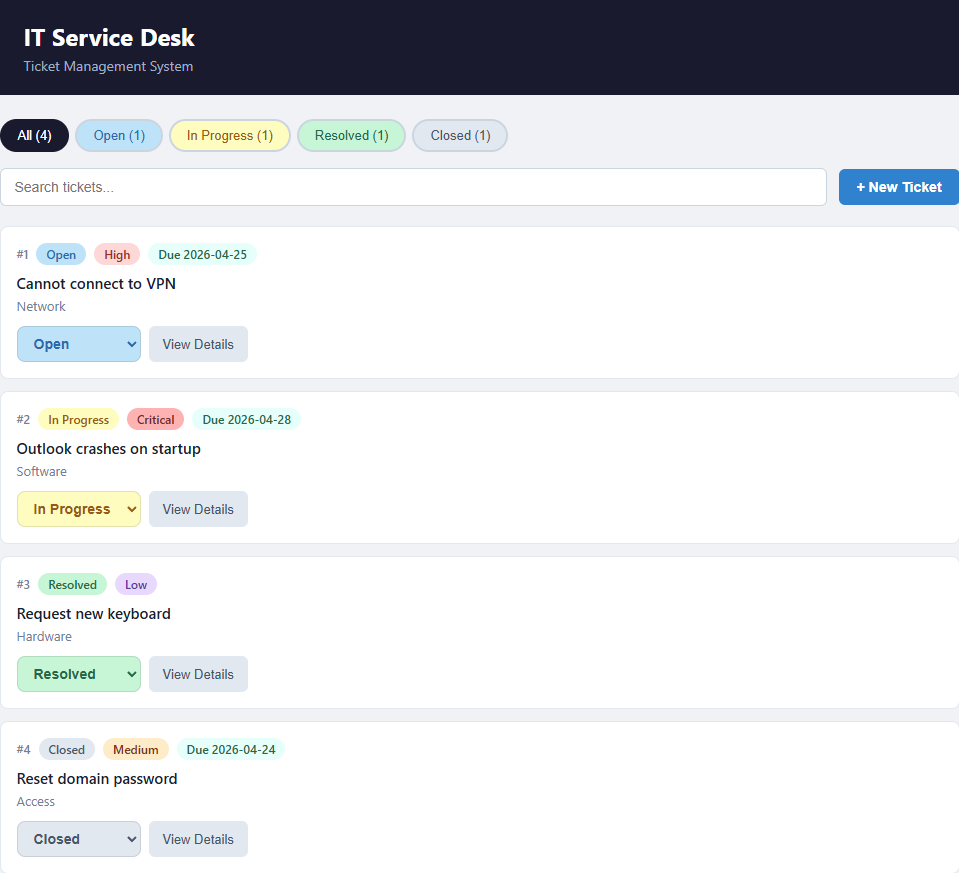 IT Service Desk
Ticket Management System
All (4) Open (1) In Progress (1) Resolved (1) Closed (1)
Search tickets... + New Ticket
#1 Open High Due 2026-04-25
Cannot connect to VPN
Network
Open View Details
#2 In Progress Critical Due 2026-04-28
Outlook crashes on startup
Software
In Progress View Details
#3 Resolved Low
Request new keyboard
Hardware
Resolved View Details
#4 Closed Medium Due 2026-04-24
Reset domain password
Access
Closed View Details